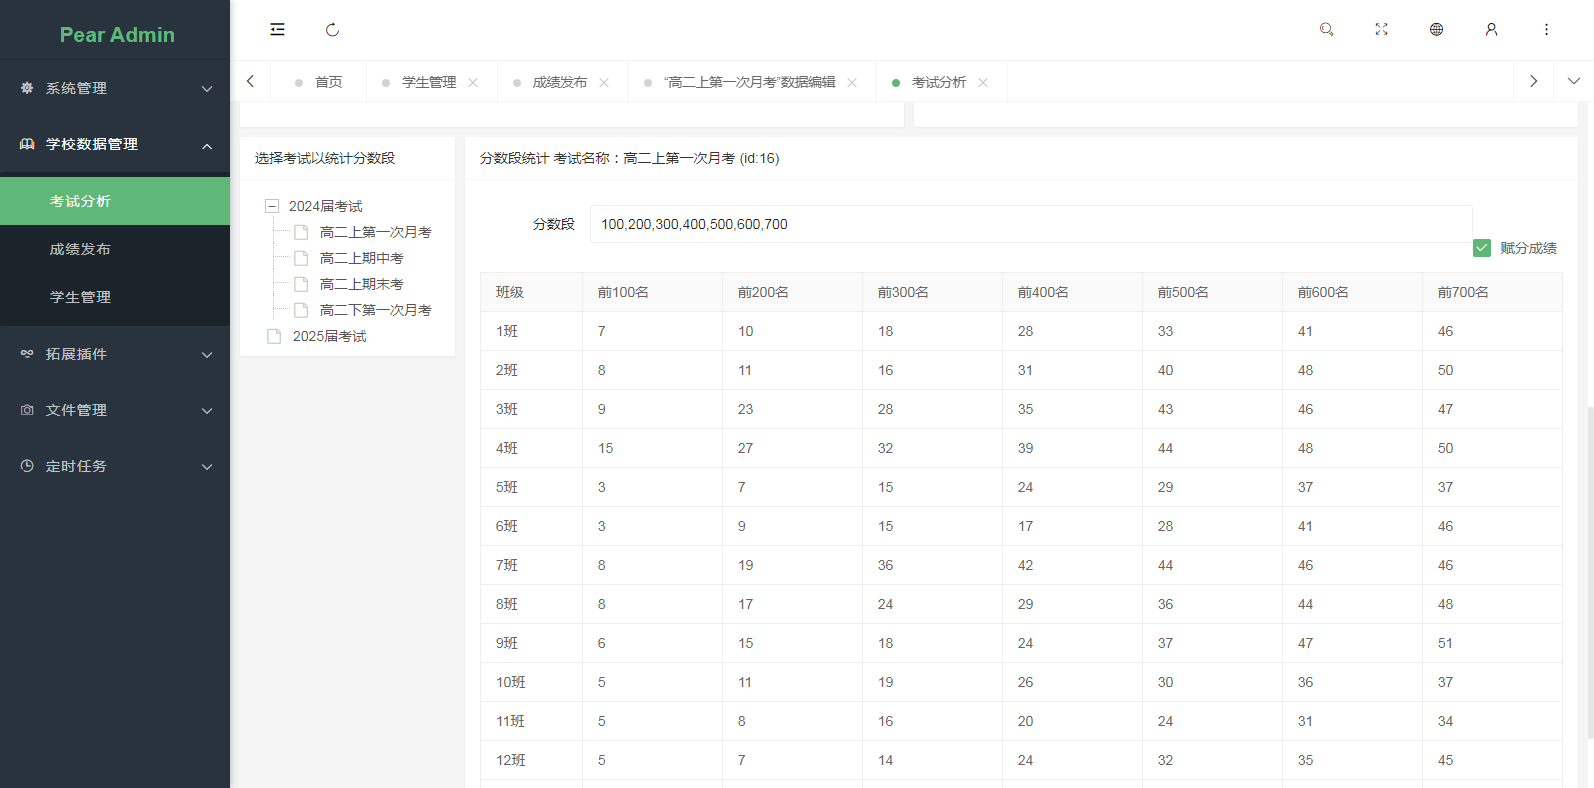 Pear Admin
系统管理
学校数据管理
考试分析
成绩发布
学生管理
拓展插件
文件管理
定时任务
首页
学生管理
成绩发布
“高二上第一次月考”数据编辑
考试分析
选择考试以统计分数段
2024届考试
高二上第一次月考
高二上期中考
高二上期末考
高二下第一次月考
2025届考试
分数段统计 考试名称：高二上第一次月考 (id:16)
分数段 100,200,300,400,500,600,700
赋分成绩
班级 前100名 前200名 前300名 前400名 前500名 前600名 前700名
1班 7 10 18 28 33 41 46
2班 8 11 16 31 40 48 50
3班 9 23 28 35 43 46 47
4班 15 27 32 39 44 48 50
5班 3 7 15 24 29 37 37
6班 3 9 15 17 28 41 46
7班 8 19 36 42 44 46 46
8班 8 17 24 29 36 44 48
9班 6 15 18 24 37 47 51
10班 5 11 19 26 30 36 37
11班 5 8 16 20 24 31 34
12班 5 7 14 24 32 35 45